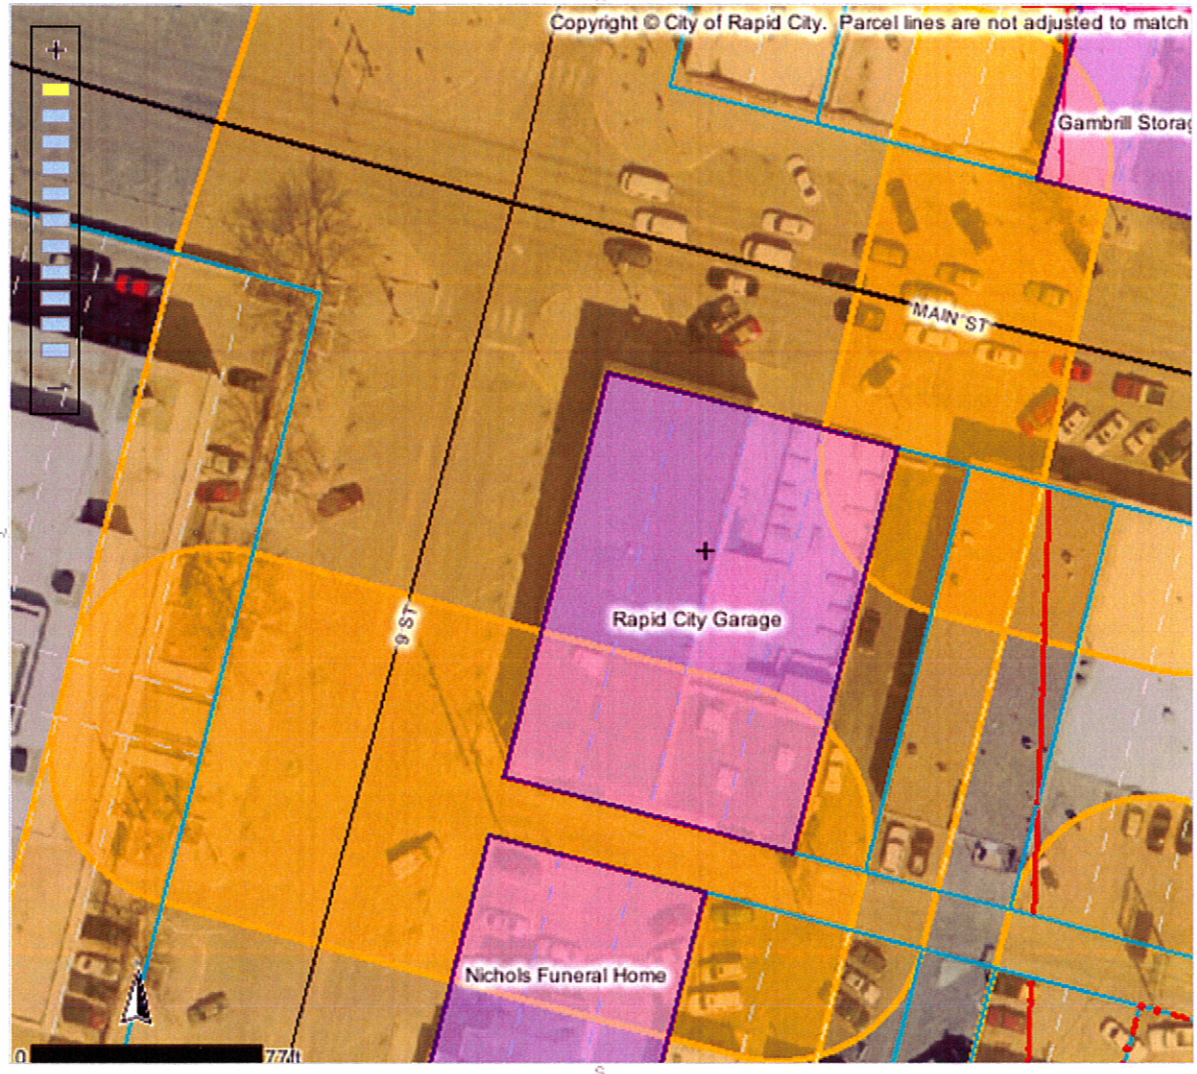 Copyright © City of Rapid City. Parcel lines are not adjusted to match
Gambrill Storag
MAIN ST
9 ST
Rapid City Garage
Nichols Funeral Home
0 77ft